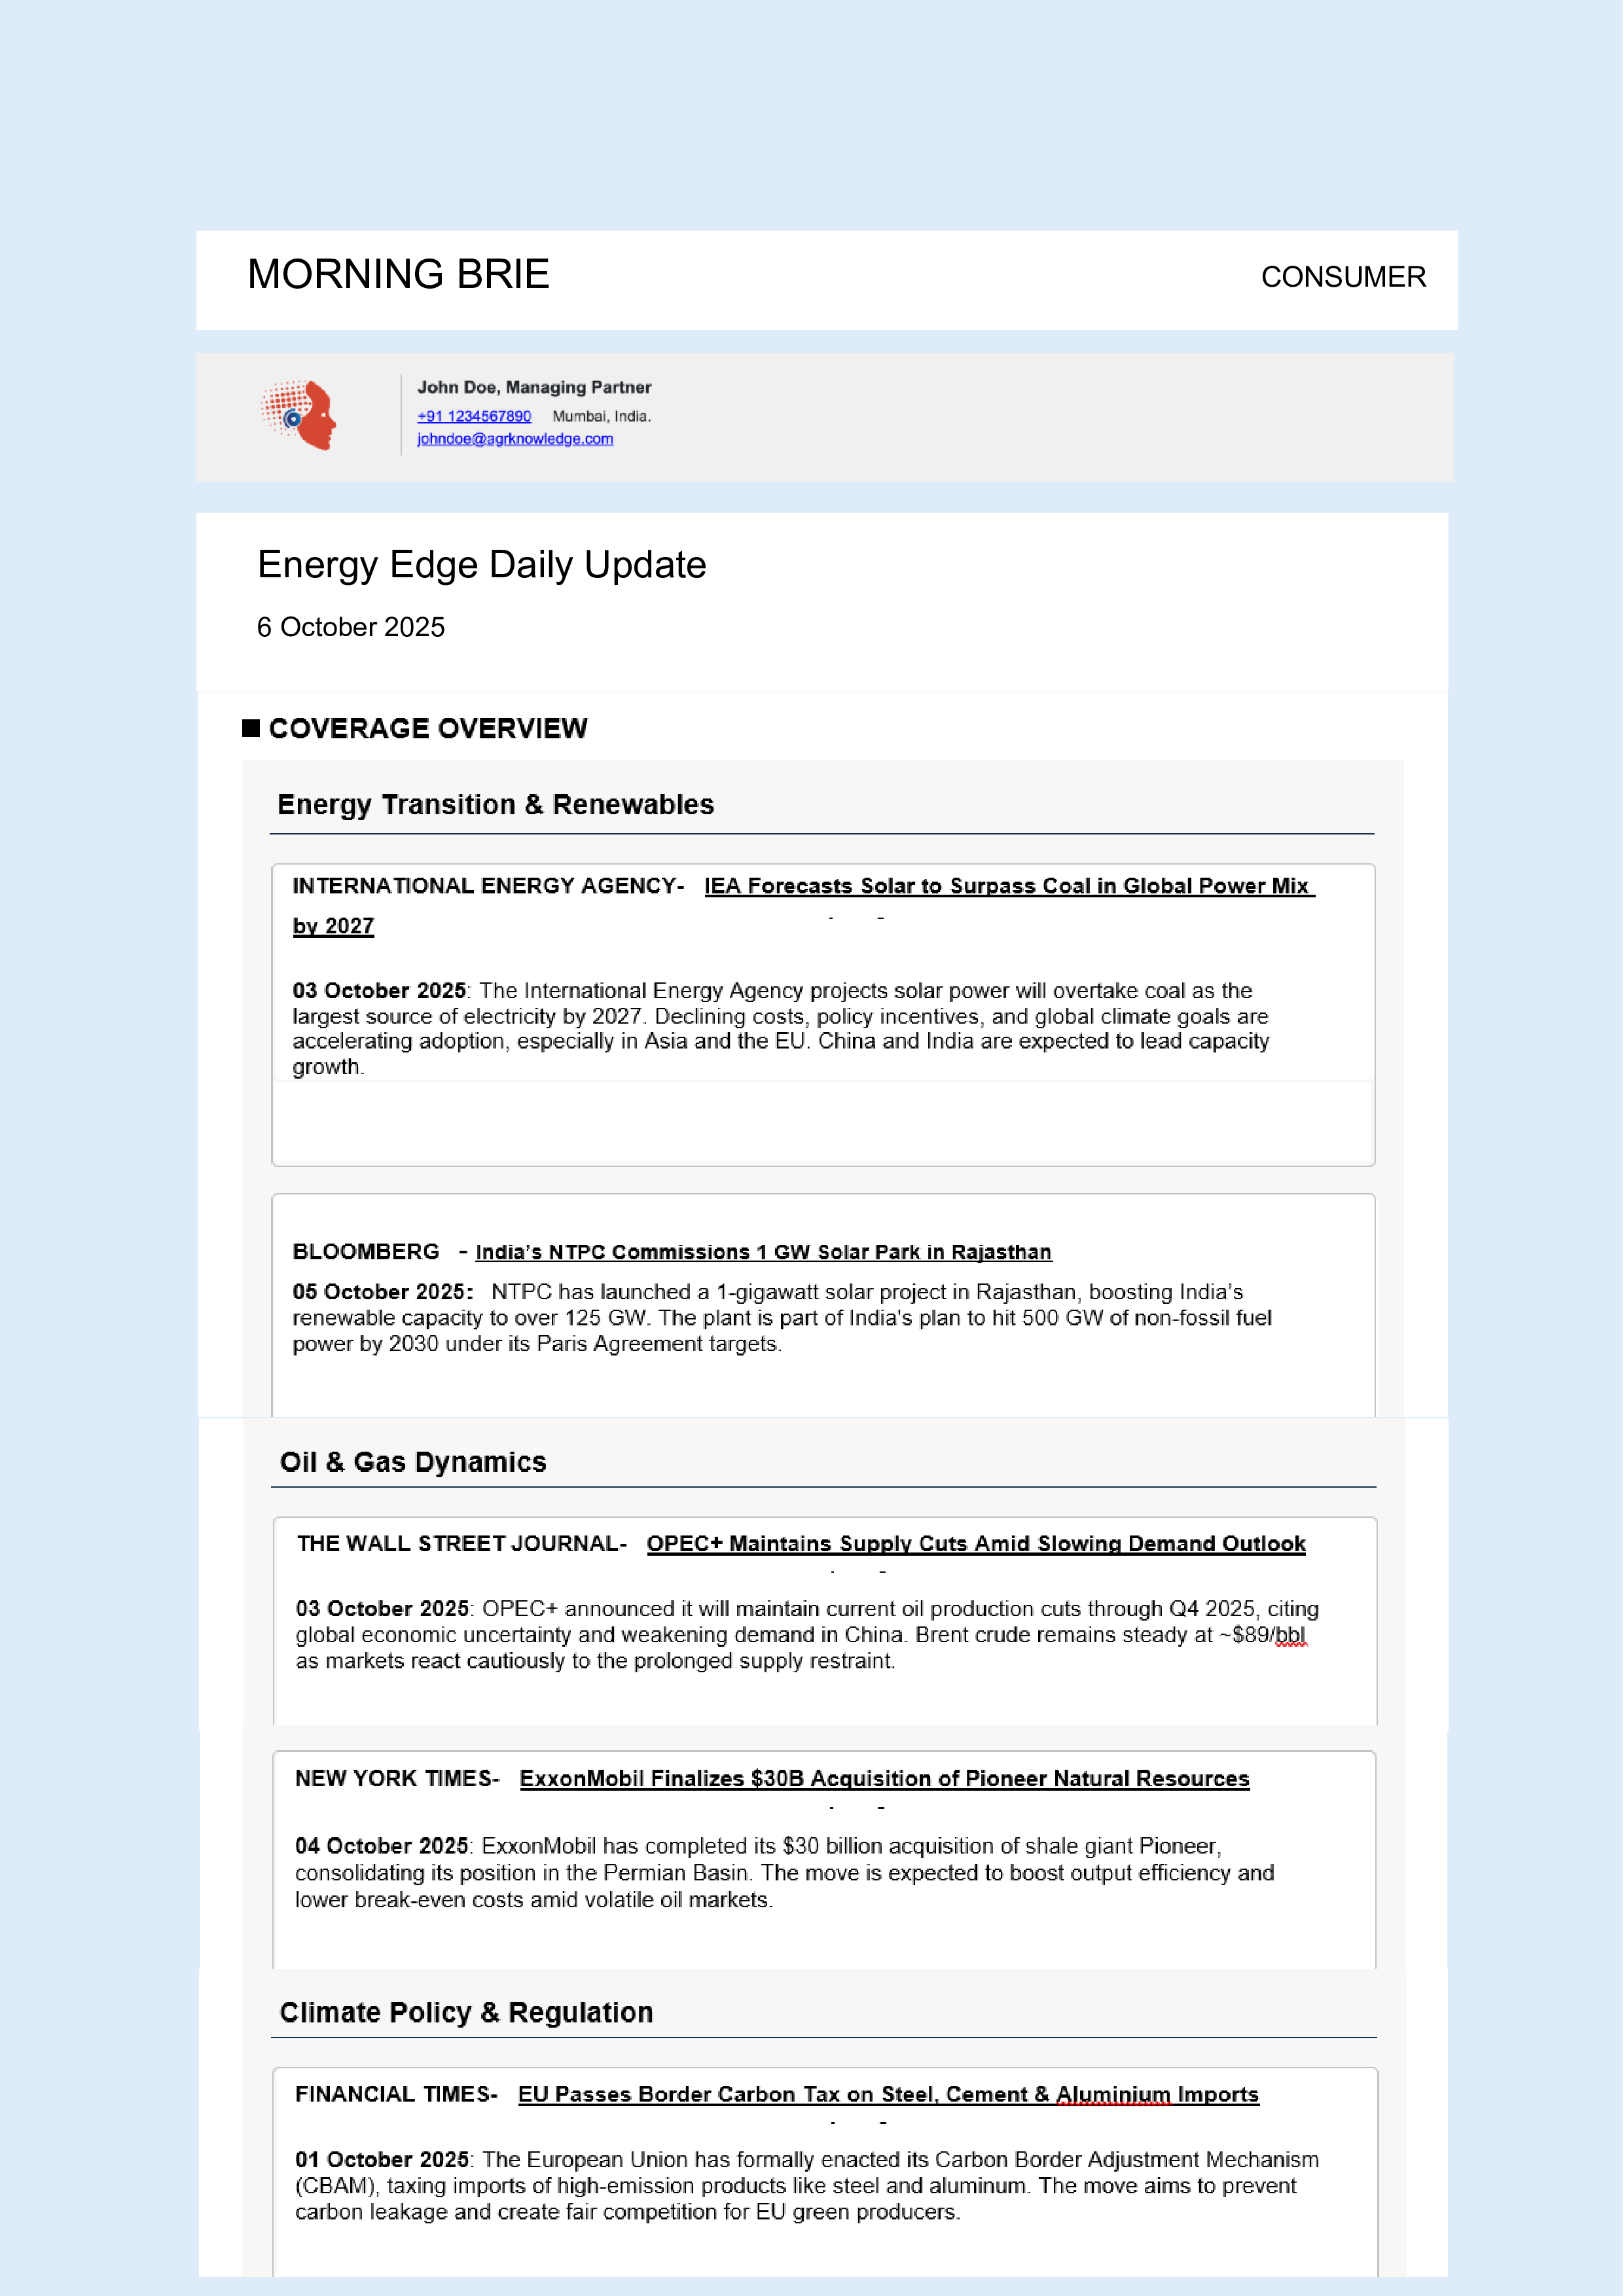 MORNING BRIE
CONSUMER
John Doe, Managing Partner
+91 1234567890 Mumbai, India.
johndoe@agrknowledge.com
Energy Edge Daily Update
6 October 2025
■ COVERAGE OVERVIEW
Energy Transition & Renewables
INTERNATIONAL ENERGY AGENCY- IEA Forecasts Solar to Surpass Coal in Global Power Mix
by 2027
03 October 2025: The International Energy Agency projects solar power will overtake coal as the
largest source of electricity by 2027. Declining costs, policy incentives, and global climate goals are
accelerating adoption, especially in Asia and the EU. China and India are expected to lead capacity
growth.
BLOOMBERG - India’s NTPC Commissions 1 GW Solar Park in Rajasthan
05 October 2025: NTPC has launched a 1-gigawatt solar project in Rajasthan, boosting India’s
renewable capacity to over 125 GW. The plant is part of India's plan to hit 500 GW of non-fossil fuel
power by 2030 under its Paris Agreement targets.
Oil & Gas Dynamics
THE WALL STREET JOURNAL- OPEC+ Maintains Supply Cuts Amid Slowing Demand Outlook
03 October 2025: OPEC+ announced it will maintain current oil production cuts through Q4 2025, citing
global economic uncertainty and weakening demand in China. Brent crude remains steady at ~$89/bbl
as markets react cautiously to the prolonged supply restraint.
NEW YORK TIMES- ExxonMobil Finalizes $30B Acquisition of Pioneer Natural Resources
04 October 2025: ExxonMobil has completed its $30 billion acquisition of shale giant Pioneer,
consolidating its position in the Permian Basin. The move is expected to boost output efficiency and
lower break-even costs amid volatile oil markets.
Climate Policy & Regulation
FINANCIAL TIMES- EU Passes Border Carbon Tax on Steel, Cement & Aluminium Imports
01 October 2025: The European Union has formally enacted its Carbon Border Adjustment Mechanism
(CBAM), taxing imports of high-emission products like steel and aluminum. The move aims to prevent
carbon leakage and create fair competition for EU green producers.